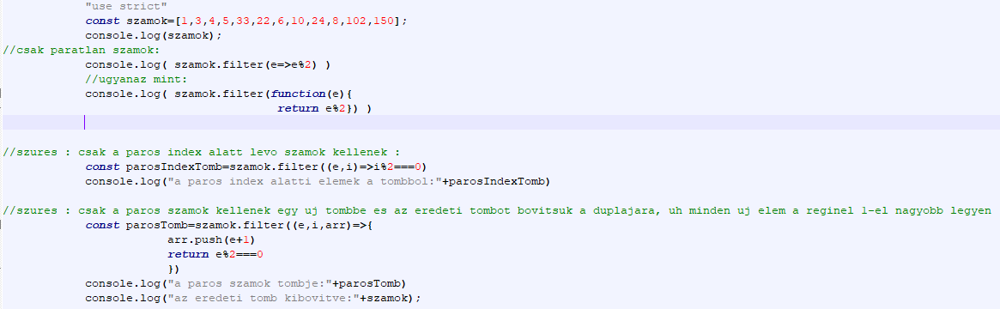 "use strict"
const szamok=[1,3,4,5,33,22,6,10,24,8,102,150];
console.log(szamok);
//csak paratlan szamok:
console.log( szamok.filter(e=>e%2) )
//ugyanaz mint:
console.log( szamok.filter(function(e){
return e%2}) )
//szures : csak a paros index alatt levo szamok kellenek :
const parosIndexTomb=szamok.filter((e,i)=>i%2===0)
console.log("a paros index alatti elemek a tombbol:"+parosIndexTomb)
//szures : csak a paros szamok kellenek egy uj tombbe es az eredeti tombot bovitsuk a duplajara, uh minden uj elem a reginel 1-el nagyobb legyen
const parosTomb=szamok.filter((e,i,arr)=>{
arr.push(e+1)
return e%2===0
})
console.log("a paros szamok tombje:"+parosTomb)
console.log("az eredeti tomb kibovitve:"+szamok);